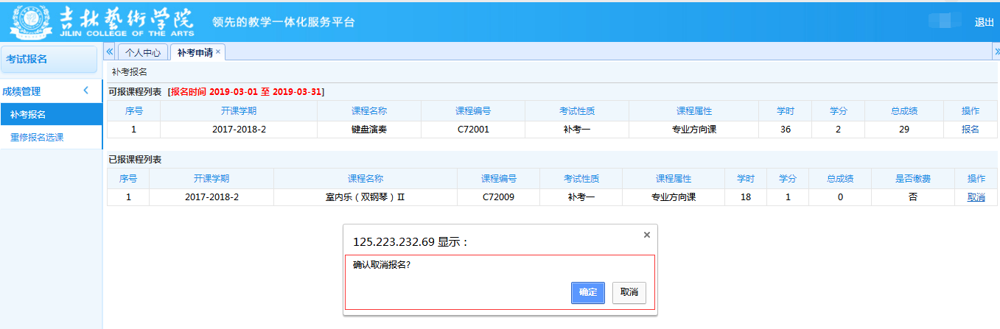 吉林藝術学院 领先的教学一体化服务平台 退出
JILIN COLLEGE OF THE ARTS
考试报名
成绩管理
补考报名
重修报名选课
个人中心 补考申请
补考报名
可报课程列表 [报名时间 2019-03-01 至 2019-03-31]
序号 开课学期 课程名称 课程编号 考试性质 课程属性 学时 学分 总成绩 操作
1 2017-2018-2 键盘演奏 C72001 补考一 专业方向课 36 2 29 报名
已报课程列表
序号 开课学期 课程名称 课程编号 考试性质 课程属性 学时 学分 总成绩 是否缴费 操作
1 2017-2018-2 室内乐（双钢琴）Ⅱ C72009 补考一 专业方向课 18 1 0 否 取消
125.223.232.69 显示：
确认取消报名?
确定 取消